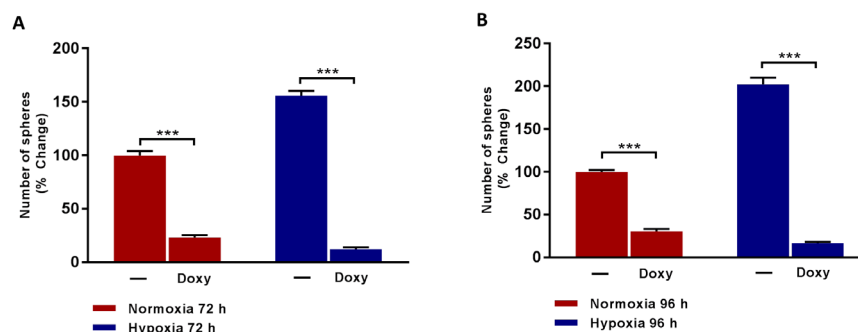 A
Number of spheres
(% Change)
200
150
100
50
0
***
***
— Doxy — Doxy
Normoxia 72 h
Hypoxia 72 h
B
Number of spheres
(% Change)
250
200
150
100
50
0
***
***
— Doxy — Doxy
Normoxia 96 h
Hypoxia 96 h